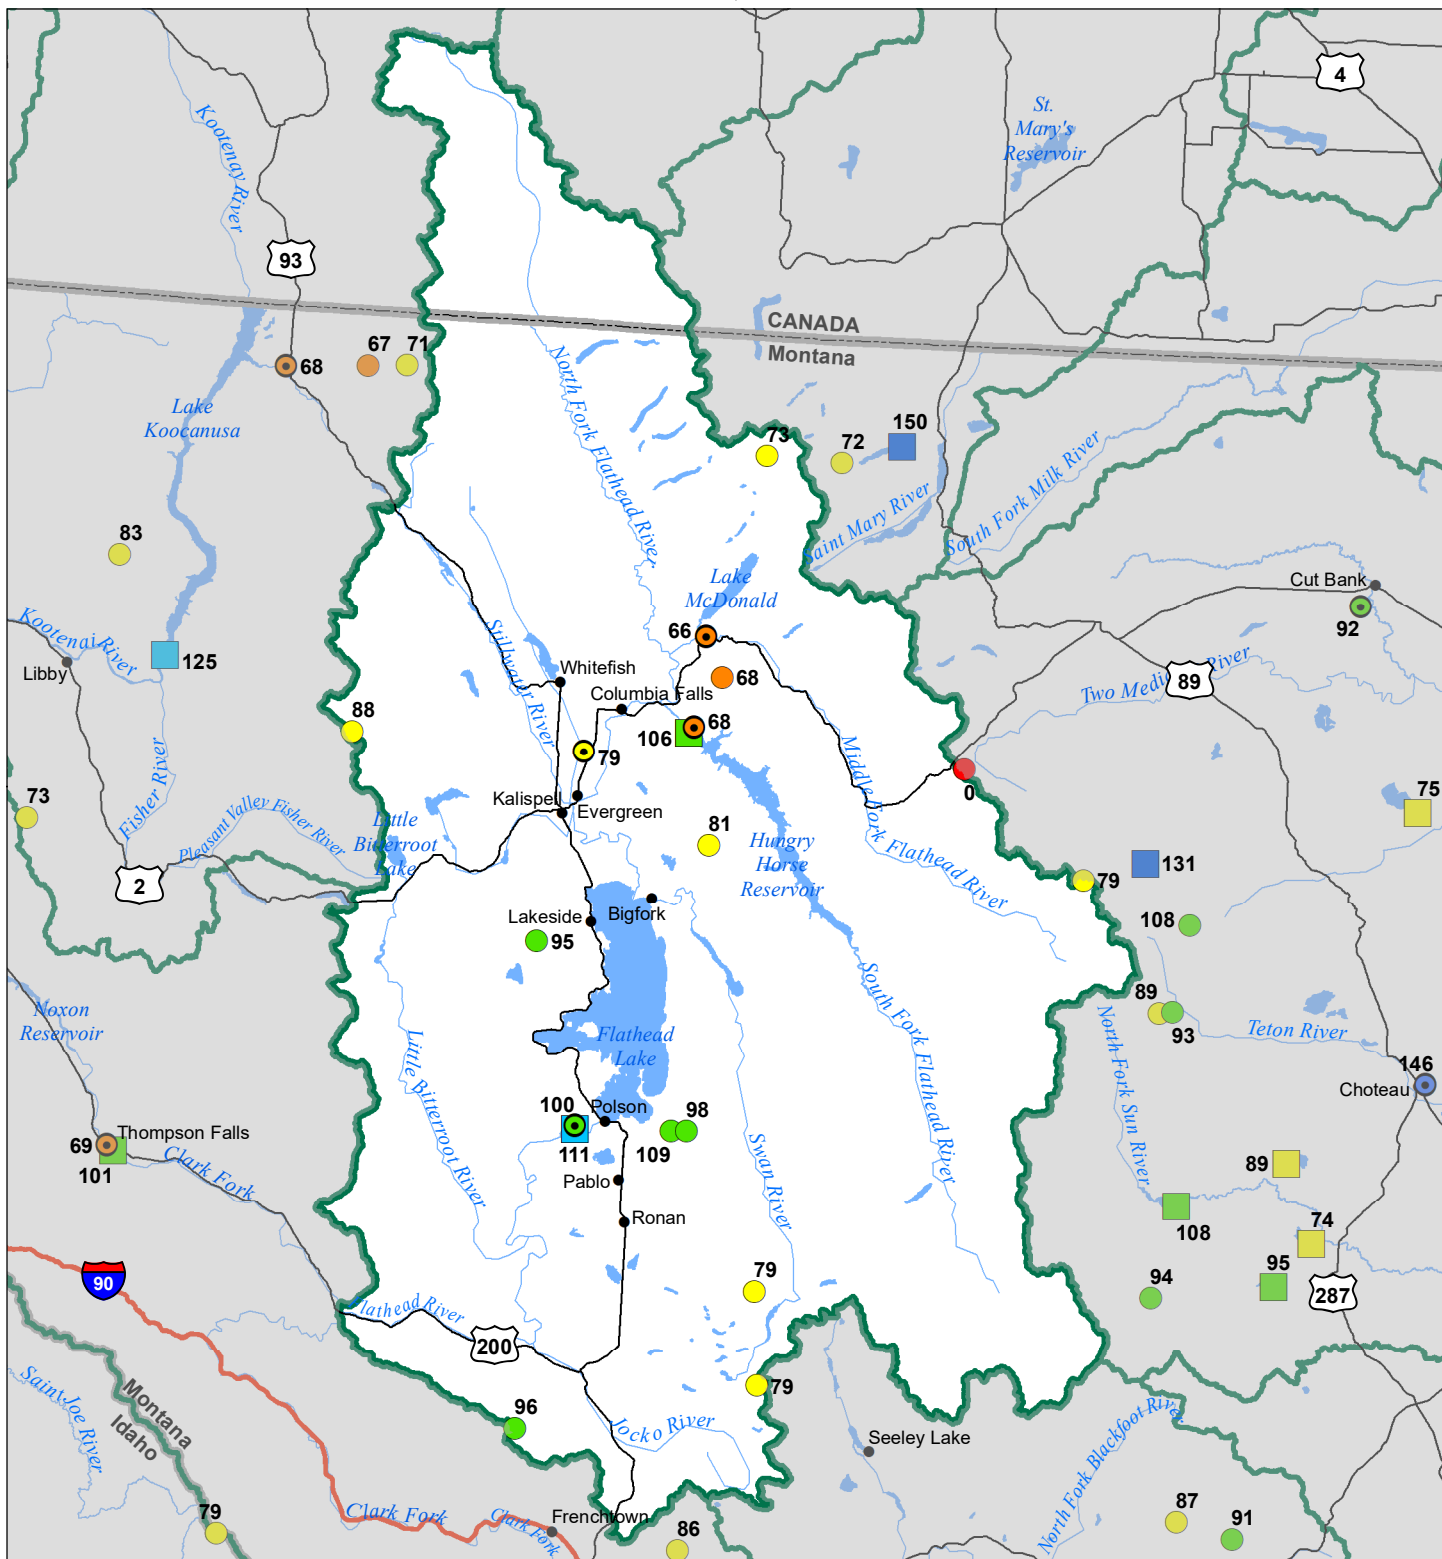 4
St.
Mary's
Reservoir
Kootenay River
93
CANADA
Montana
67
71
68
North Fork Flathead River
Lake
Koocanusa
73
72
150
South Fork Milk River
Saint Mary River
83
Lake
McDonald
Cut Bank
92
Kootenai River
125
Libby
66
Stillwater River
Whitefish
68
Columbia Falls
Two Medic River
89
88
106
68
79
Middle Fork Flathead River
0
75
73
Fisher River
Pleasant Valley Fisher River
Kalispell
Evergreen
Little
Bitterroot
Lake
81
Hungry
Horse
Reservoir
131
2
79
Lakeside
Bigfork
108
95
South Fork Flathead River
89
93
Noxon
Reservoir
North Fork Sun River
Teton River
Flathead
Lake
Little Bitterroot River
146
Choteau
100
Polson
98
109
111
69
Thompson Falls
101
Clark Fork
Swan River
Pablo
89
Ronan
108
74
90
79
94
95
287
Flathead River
200
79
Saint Joe River
Montana
Idaho
96
Jocko River
Seeley Lake
North Fork Blackfoot River
79
Clark Fork
Clark Fork
Frenchtown
86
87
91